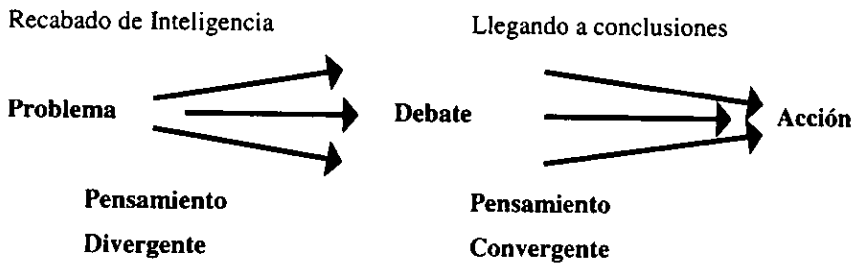 Recabado de Inteligencia
Llegando a conclusiones
Problema
Debate
Acción
Pensamiento
Divergente
Pensamiento
Convergente